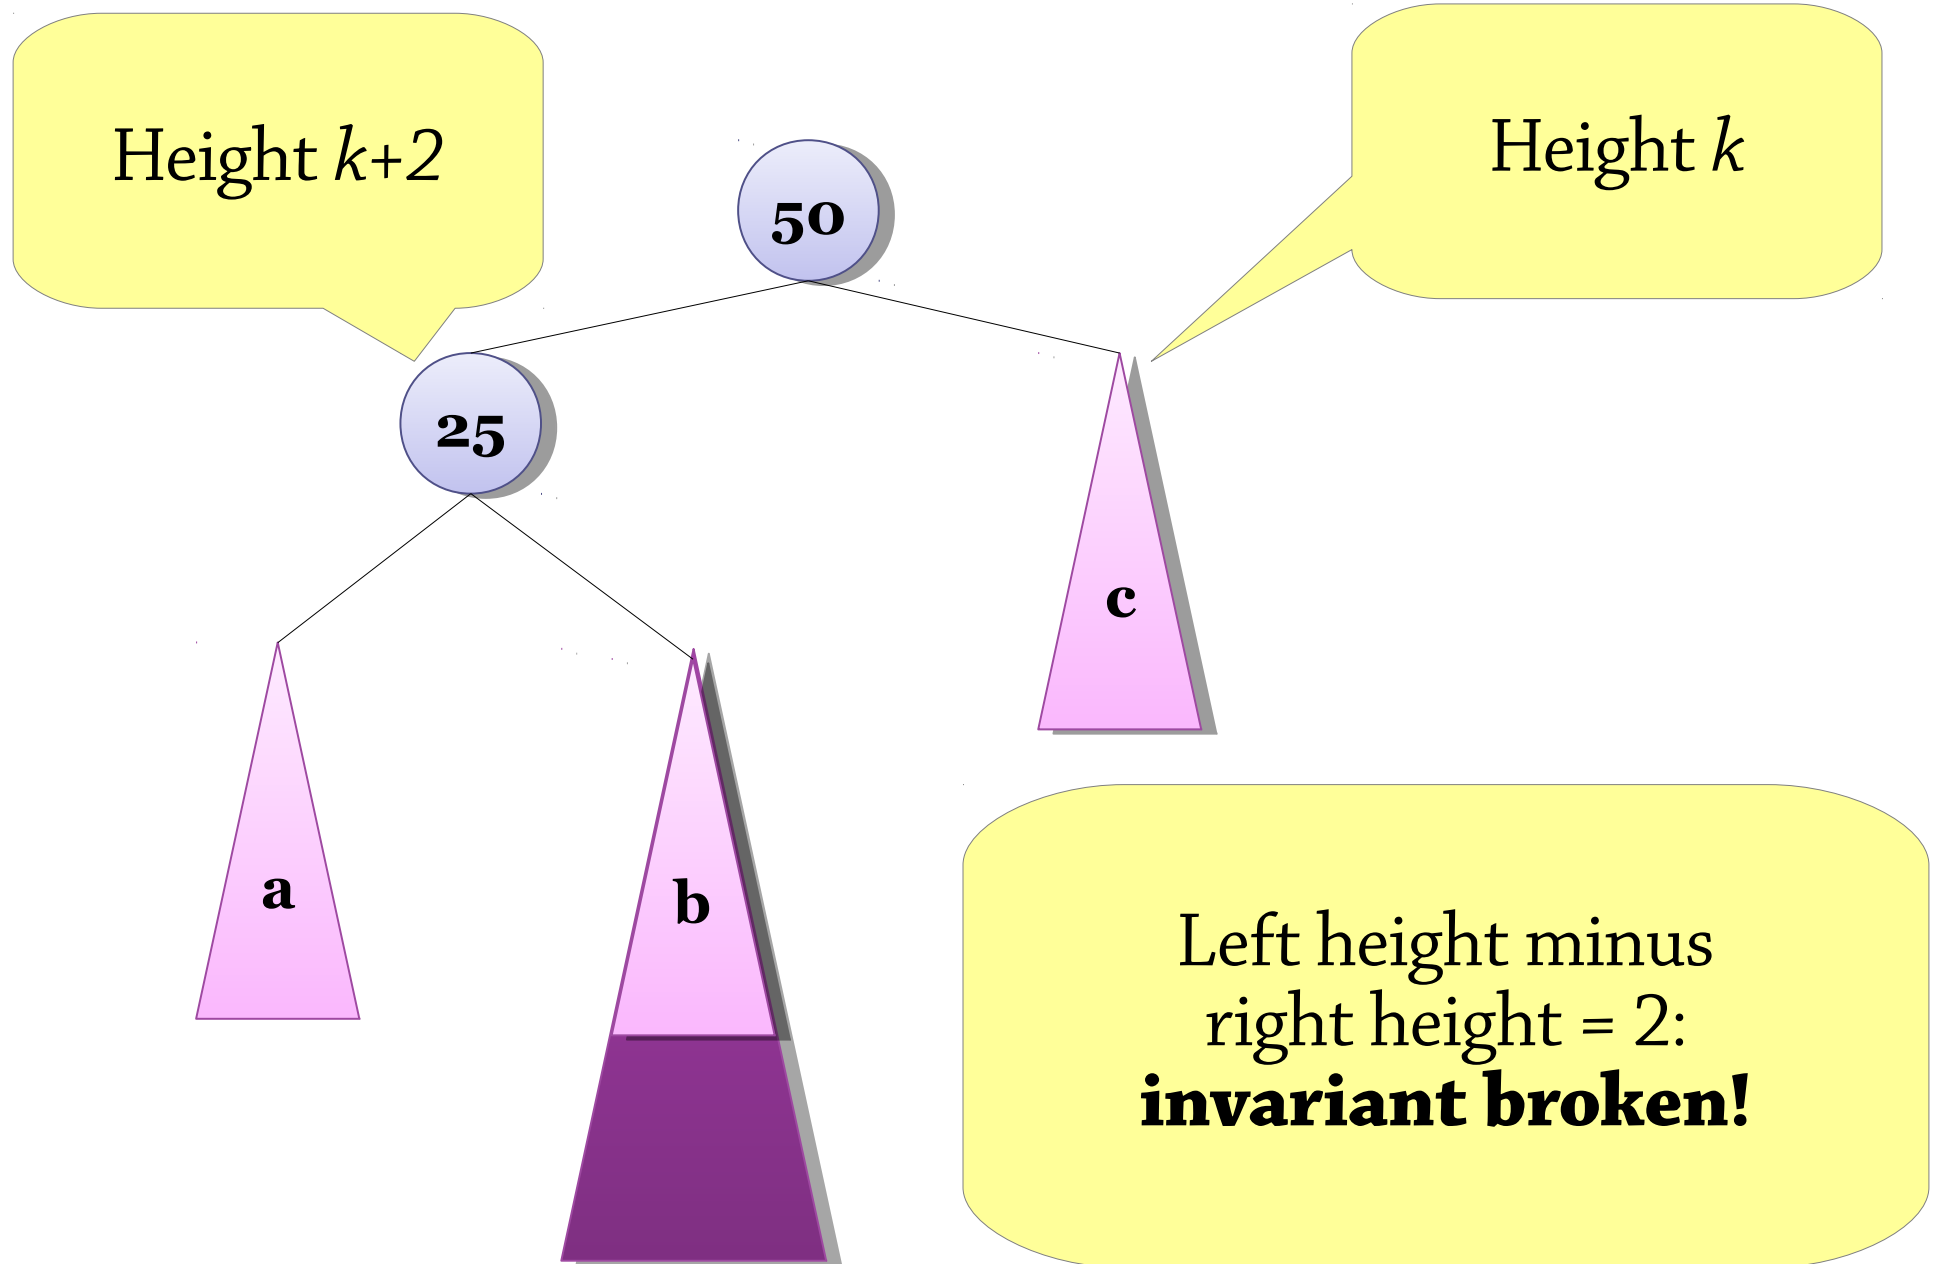 Height k+2
Height k
50
25
c
a
b
Left height minus
right height = 2:
invariant broken!